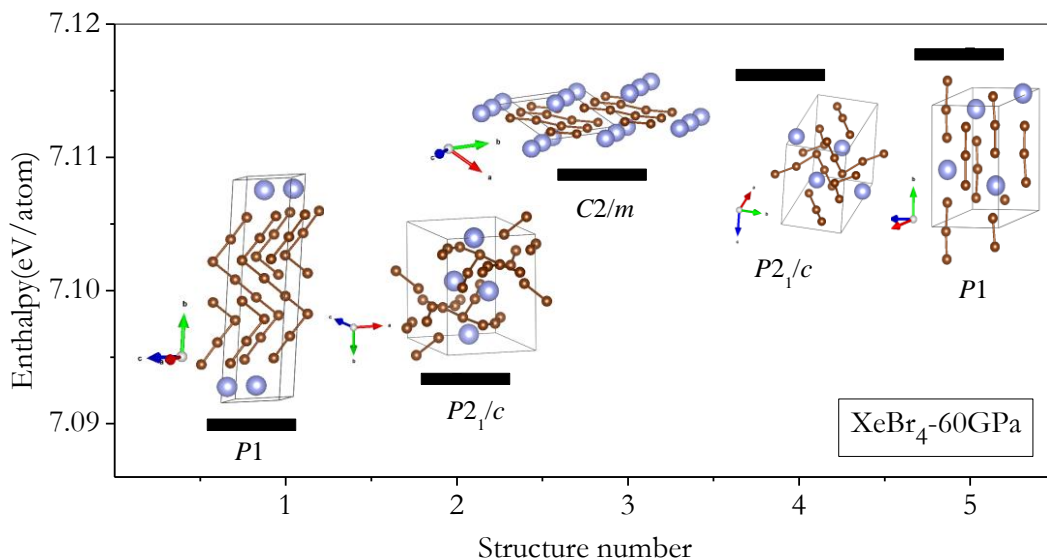 7.12
7.11
7.10
7.09
Enthalpy(eV/atom)
P1
P2₁/c
C2/m
P2₁/c
P1
b
c
a
c
a
b
b
c
a
a
b
c
b
XeBr₄-60GPa
1 2 3 4 5
Structure number